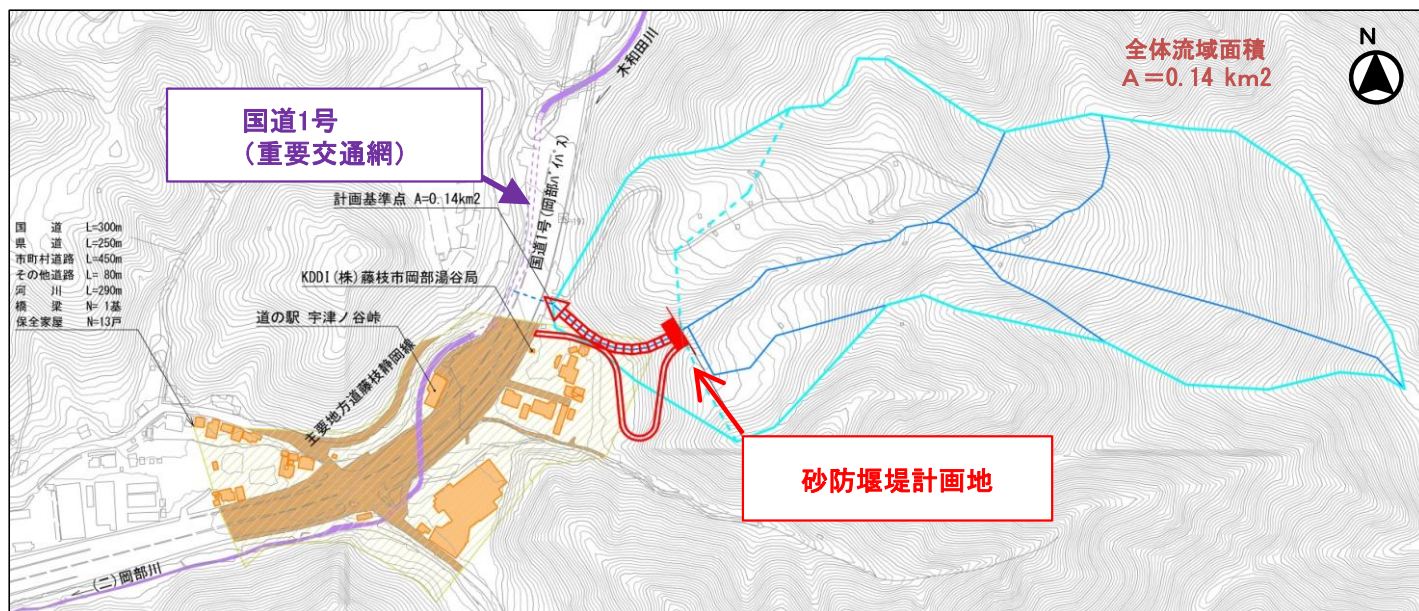 全体流域面積
A=0.14 km2
N
国道1号
(重要交通網)
木和田川
国道1号(岡部バイパス)
計画基準点 A=0.14km2
国道 L=300m
県道 L=250m
市町村道路 L=450m
その他道路 L= 80m
河川 L=290m
橋梁 N= 1基
保全家屋 N=13戸
KDDI(株)藤枝市岡部湯谷局
道の駅 宇津ノ谷峠
主要地方道藤枝静岡線
砂防堰堤計画地
(二)岡部川